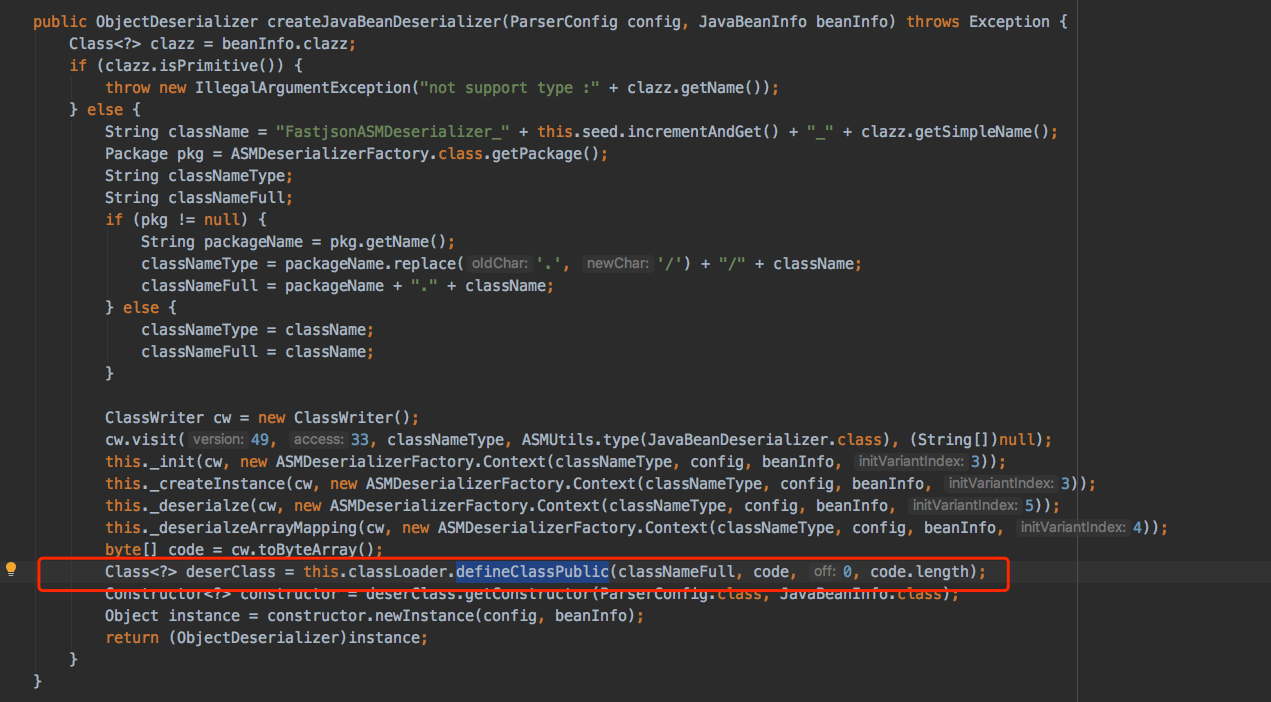 public ObjectDeserializer createJavaBeanDeserializer(ParserConfig config, JavaBeanInfo beanInfo) throws Exception {
    Class<?> clazz = beanInfo.clazz;
    if (clazz.isPrimitive()) {
        throw new IllegalArgumentException("not support type :" + clazz.getName());
    } else {
        String className = "FastjsonASMDeserializer_" + this.seed.incrementAndGet() + "_" + clazz.getSimpleName();
        Package pkg = ASMDeserializerFactory.class.getPackage();
        String classNameType;
        String classNameFull;
        if (pkg != null) {
            String packageName = pkg.getName();
            classNameType = packageName.replace( oldChar: '.', newChar: '/') + "/" + className;
            classNameFull = packageName + "." + className;
        } else {
            classNameType = className;
            classNameFull = className;
        }
        ClassWriter cw = new ClassWriter();
        cw.visit( version: 49, access: 33, classNameType, ASMUtils.type(JavaBeanDeserializer.class), (String[])null);
        this._init(cw, new ASMDeserializerFactory.Context(classNameType, config, beanInfo, initVariantIndex: 3));
        this._createInstance(cw, new ASMDeserializerFactory.Context(classNameType, config, beanInfo, initVariantIndex: 3));
        this._deserialze(cw, new ASMDeserializerFactory.Context(classNameType, config, beanInfo, initVariantIndex: 5));
        this._deserialzeArrayMapping(cw, new ASMDeserializerFactory.Context(classNameType, config, beanInfo, initVariantIndex: 4));
        byte[] code = cw.toByteArray();
        Class<?> deserClass = this.classLoader.defineClassPublic(classNameFull, code, off: 0, code.length);
        Constructor<?> constructor = deserClass.getConstructor(ParserConfig.class, JavaBeanInfo.class);
        Object instance = constructor.newInstance(config, beanInfo);
        return (ObjectDeserializer)instance;
    }
}